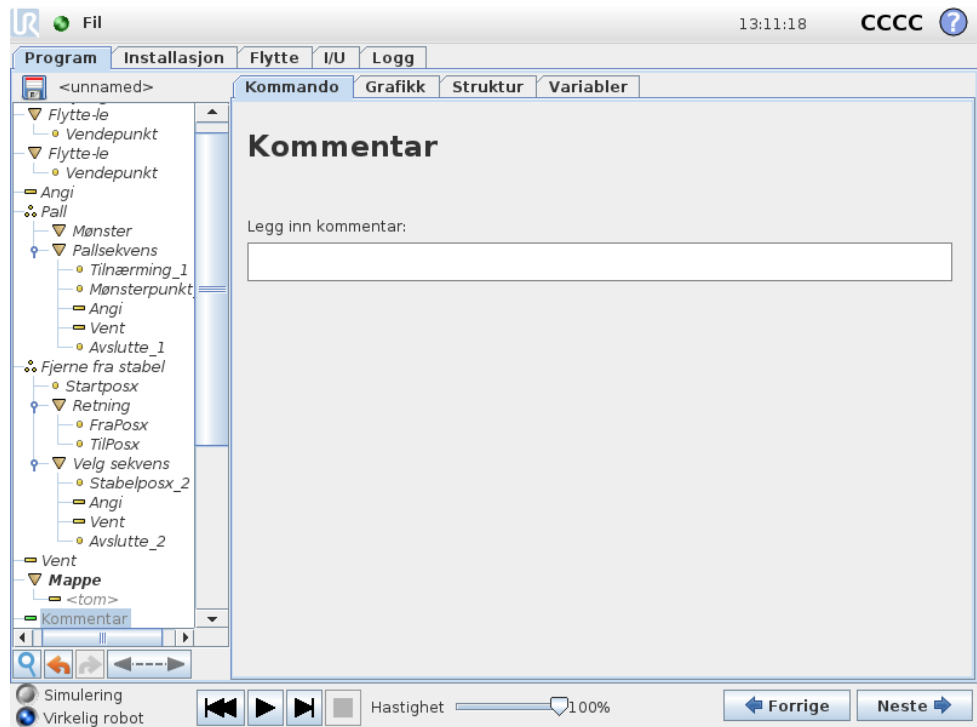 Fil
13:11:18
CCCC
?
Program
Installasjon
Flytte
I/U
Logg
<unnamed>
Kommando
Grafikk
Struktur
Variabler
Flytte-le
Vendepunkt
Flytte-le
Vendepunkt
Angi
Pall
Mønster
Pallsekvens
Tilnærming_1
Mønsterpunkt
Angi
Vent
Avslutte_1
Fjerne fra stabel
Startposx
Retning
FraPosx
TilPosx
Velg sekvens
Stabelposx_2
Angi
Vent
Avslutte_2
Vent
Mappe
<tom>
Kommentar
Kommentar
Legg inn kommentar:
Simulering
Virkelig robot
Hastighet
100%
Forrige
Neste